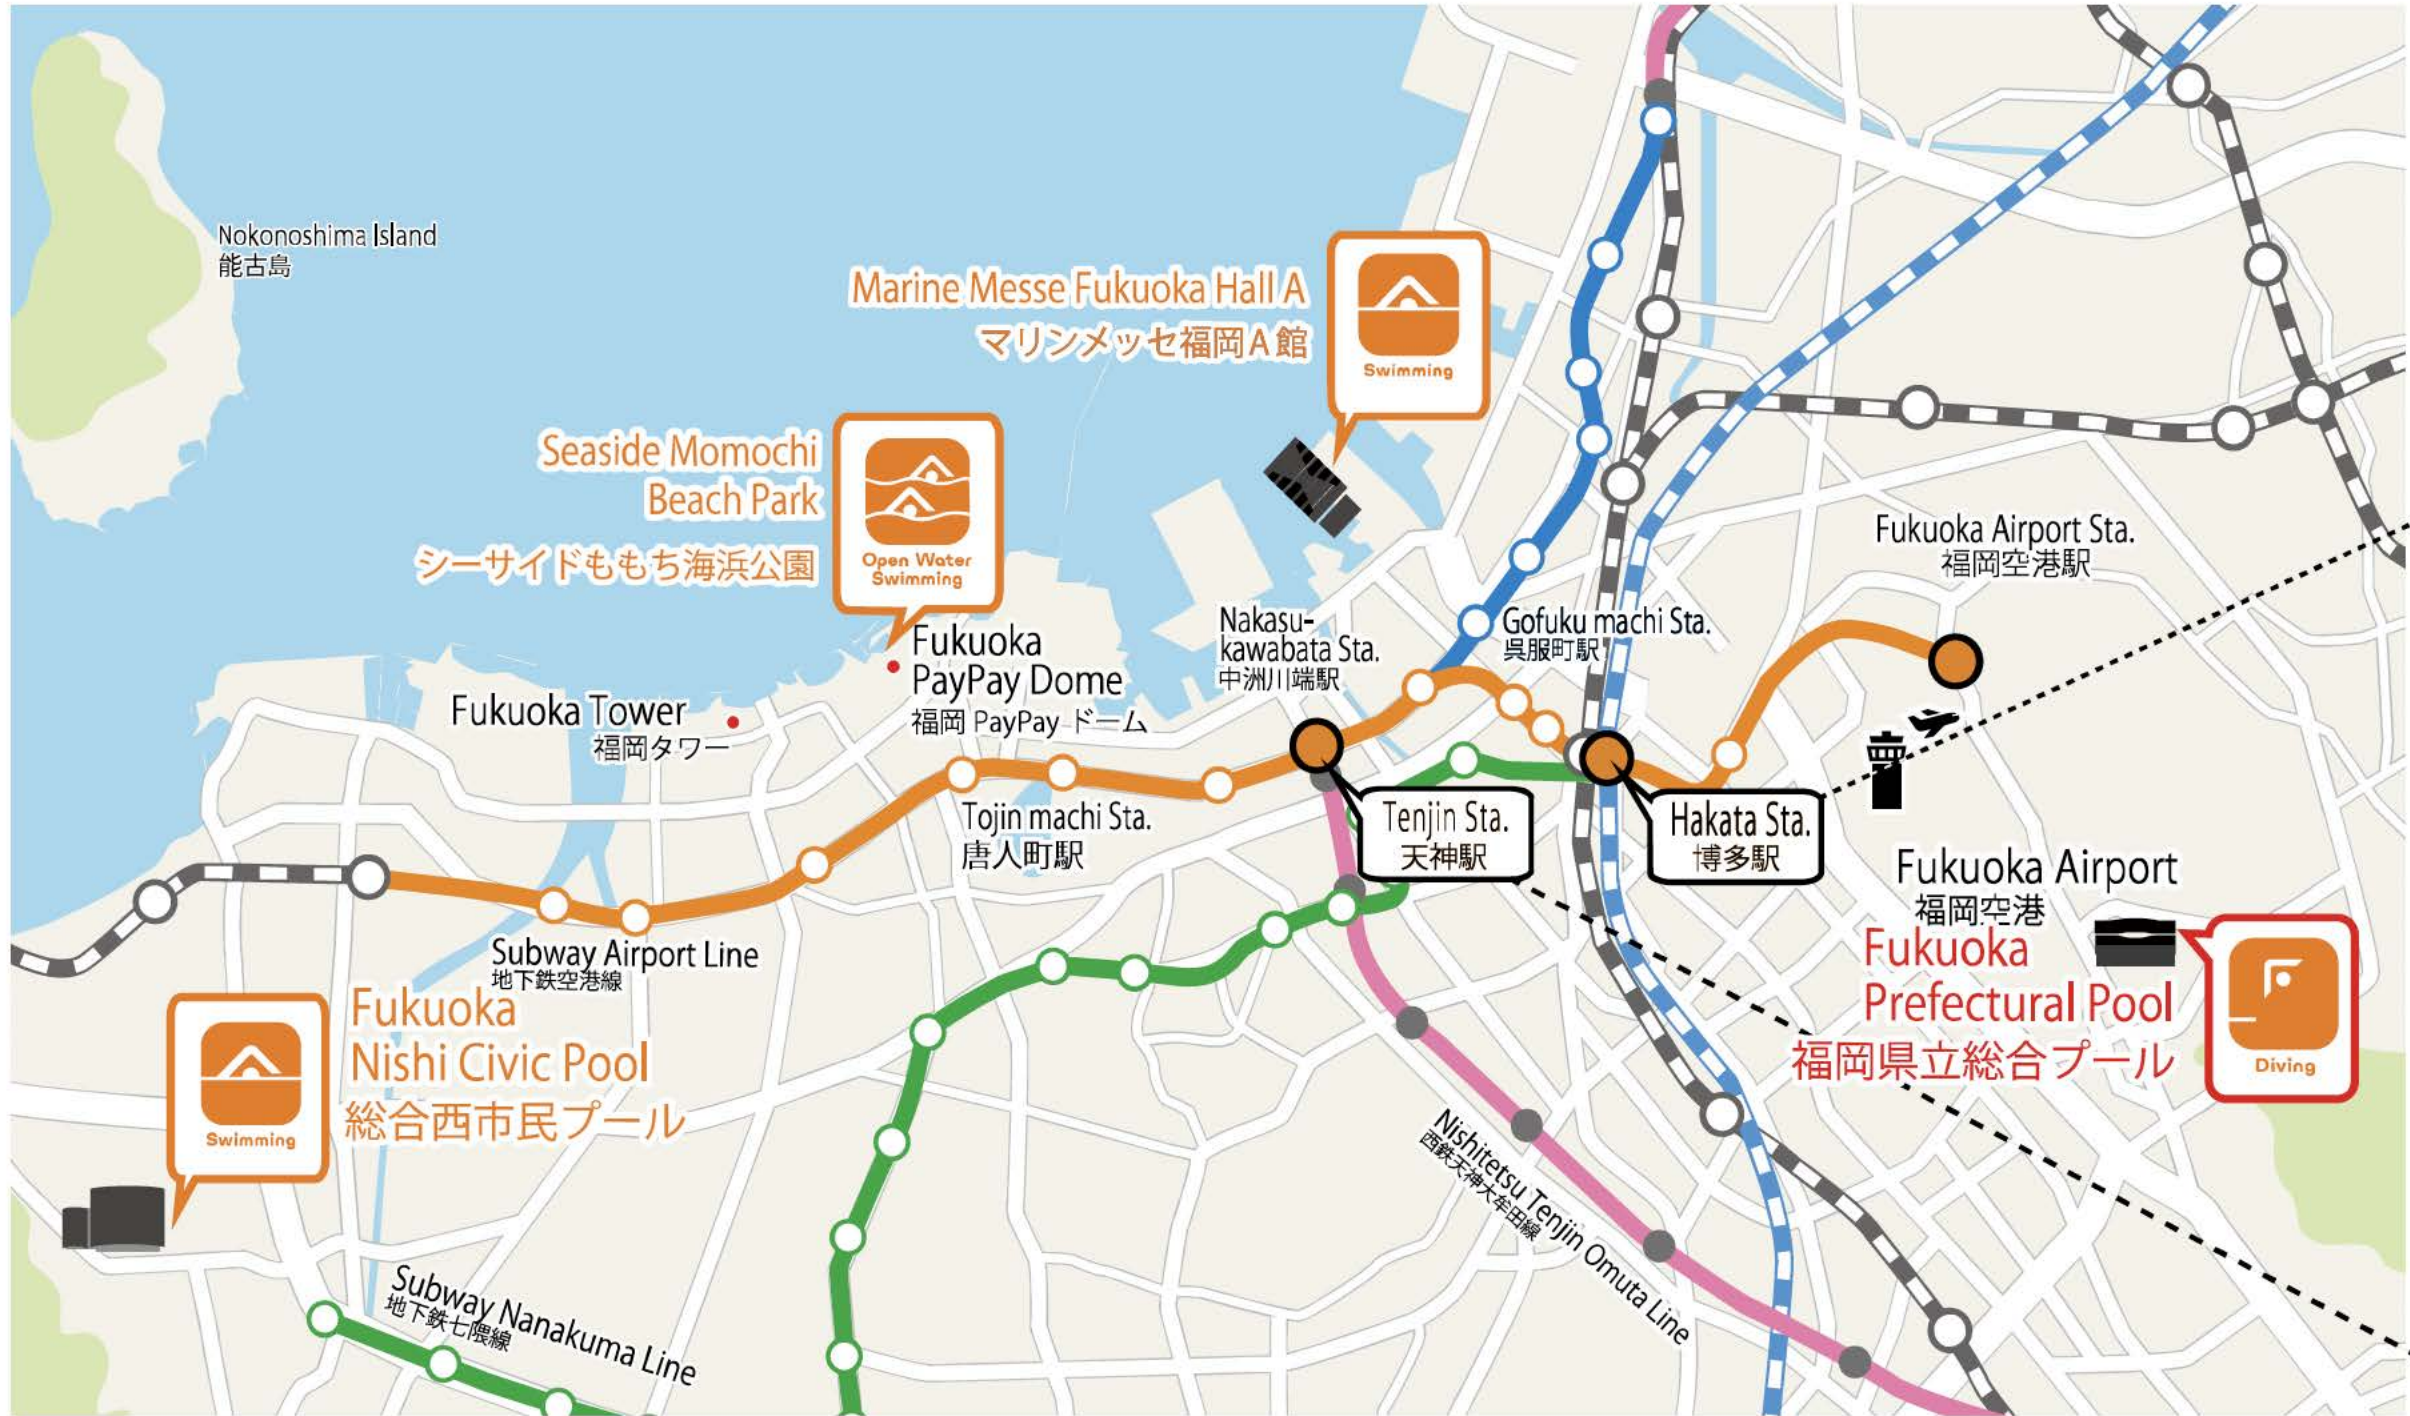 Nokonoshima Island
能古島
Marine Messe Fukuoka Hall A
マリンメッセ福岡A館
Swimming
Seaside Momochi
Beach Park
シーサイドももち海浜公園
Open Water
Swimming
Fukuoka Airport Sta.
福岡空港駅
Nakasu-
kawabata Sta.
中洲川端駅
Gofuku machi Sta.
呉服町駅
Fukuoka
PayPay Dome
福岡 PayPay ドーム
Fukuoka Tower
福岡タワー
Tojin machi Sta.
唐人町駅
Tenjin Sta.
天神駅
Hakata Sta.
博多駅
Fukuoka Airport
福岡空港
Subway Airport Line
地下鉄空港線
Fukuoka
Prefectural Pool
福岡県立総合プール
Diving
Fukuoka
Nishi Civic Pool
総合西市民プール
Swimming
Nishitetsu Tenjin Omuta Line
西鉄天神大牟田線
Subway Nanakuma Line
地下鉄七隈線